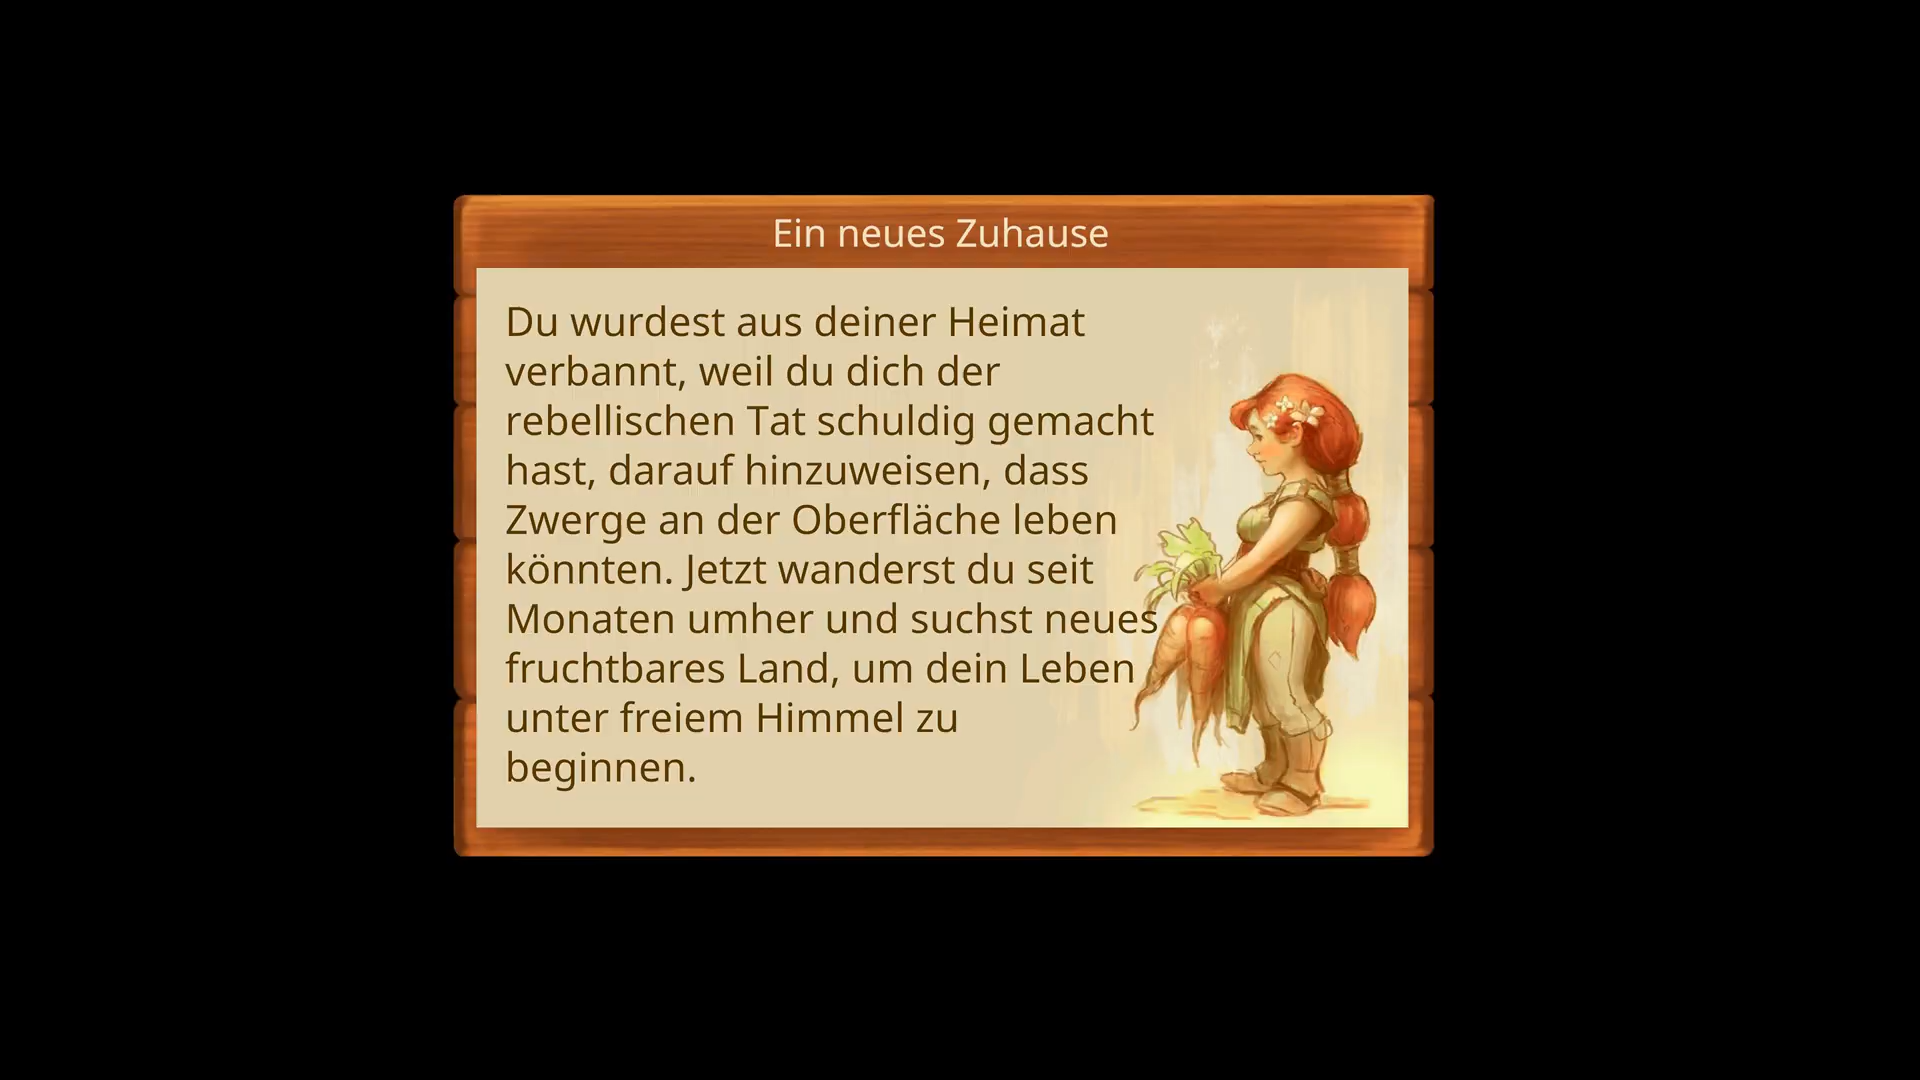 Ein neues Zuhause
Du wurdest aus deiner Heimat
verbannt, weil du dich der
rebellischen Tat schuldig gemacht
hast, darauf hinzuweisen, dass
Zwerge an der Oberfläche leben
könnten. Jetzt wanderst du seit
Monaten umher und suchst neues
fruchtbares Land, um dein Leben
unter freiem Himmel zu
beginnen.